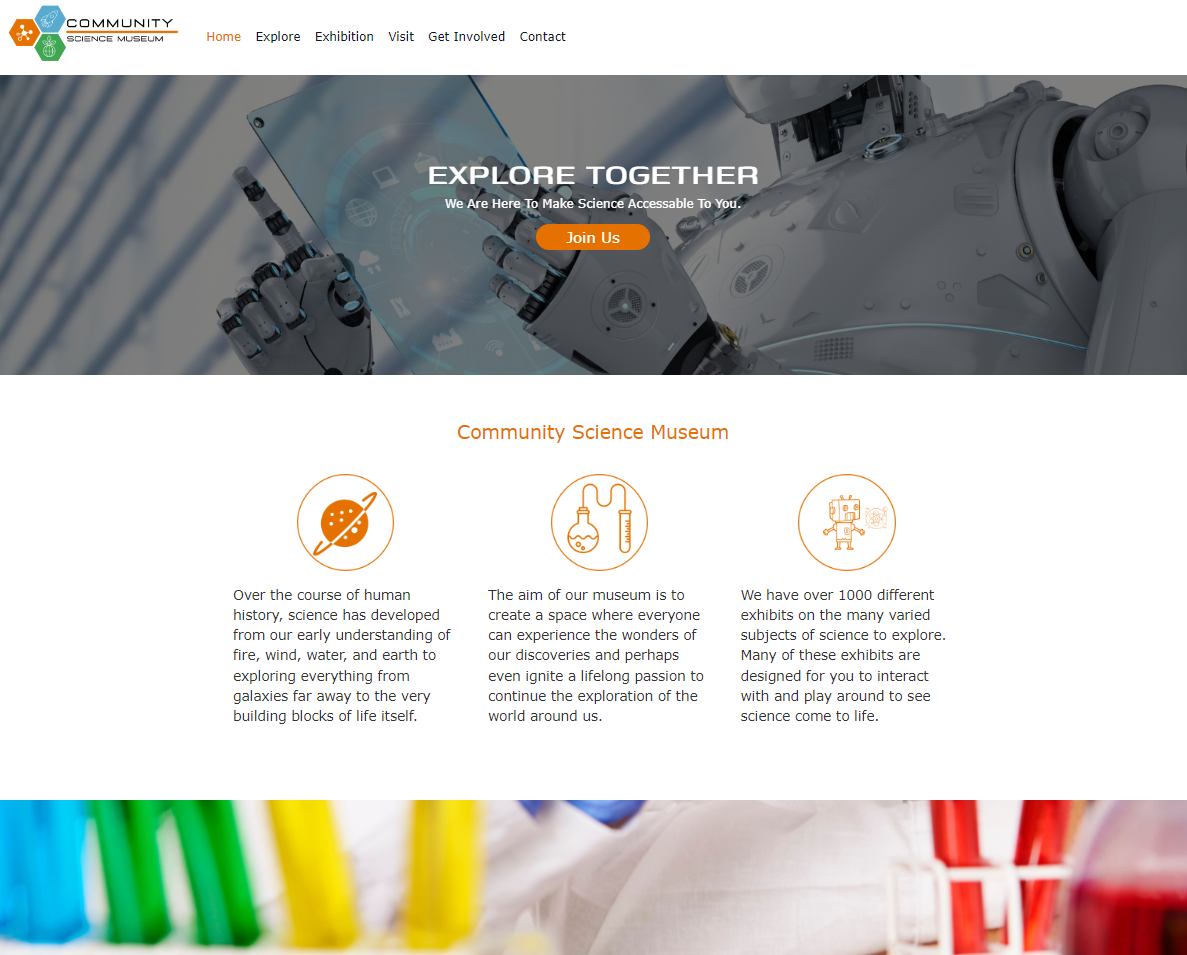 COMMUNITY
SCIENCE MUSEUM
Home Explore Exhibition Visit Get Involved Contact
EXPLORE TOGETHER
We Are Here To Make Science Accessable To You.
Join Us
Community Science Museum
Over the course of human
history, science has developed
from our early understanding of
fire, wind, water, and earth to
exploring everything from
galaxies far away to the very
building blocks of life itself.
The aim of our museum is to
create a space where everyone
can experience the wonders of
our discoveries and perhaps
even ignite a lifelong passion to
continue the exploration of the
world around us.
We have over 1000 different
exhibits on the many varied
subjects of science to explore.
Many of these exhibits are
designed for you to interact
with and play around to see
science come to life.